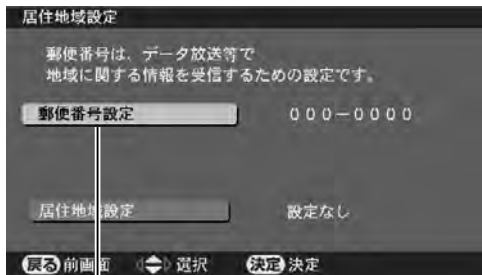 居住地域設定
郵便番号は、データ放送等で
地域に関する情報を受信するための設定です。
郵便番号設定 000-0000
居住地域設定 設定なし
戻る 前画面 選択 決定 決定